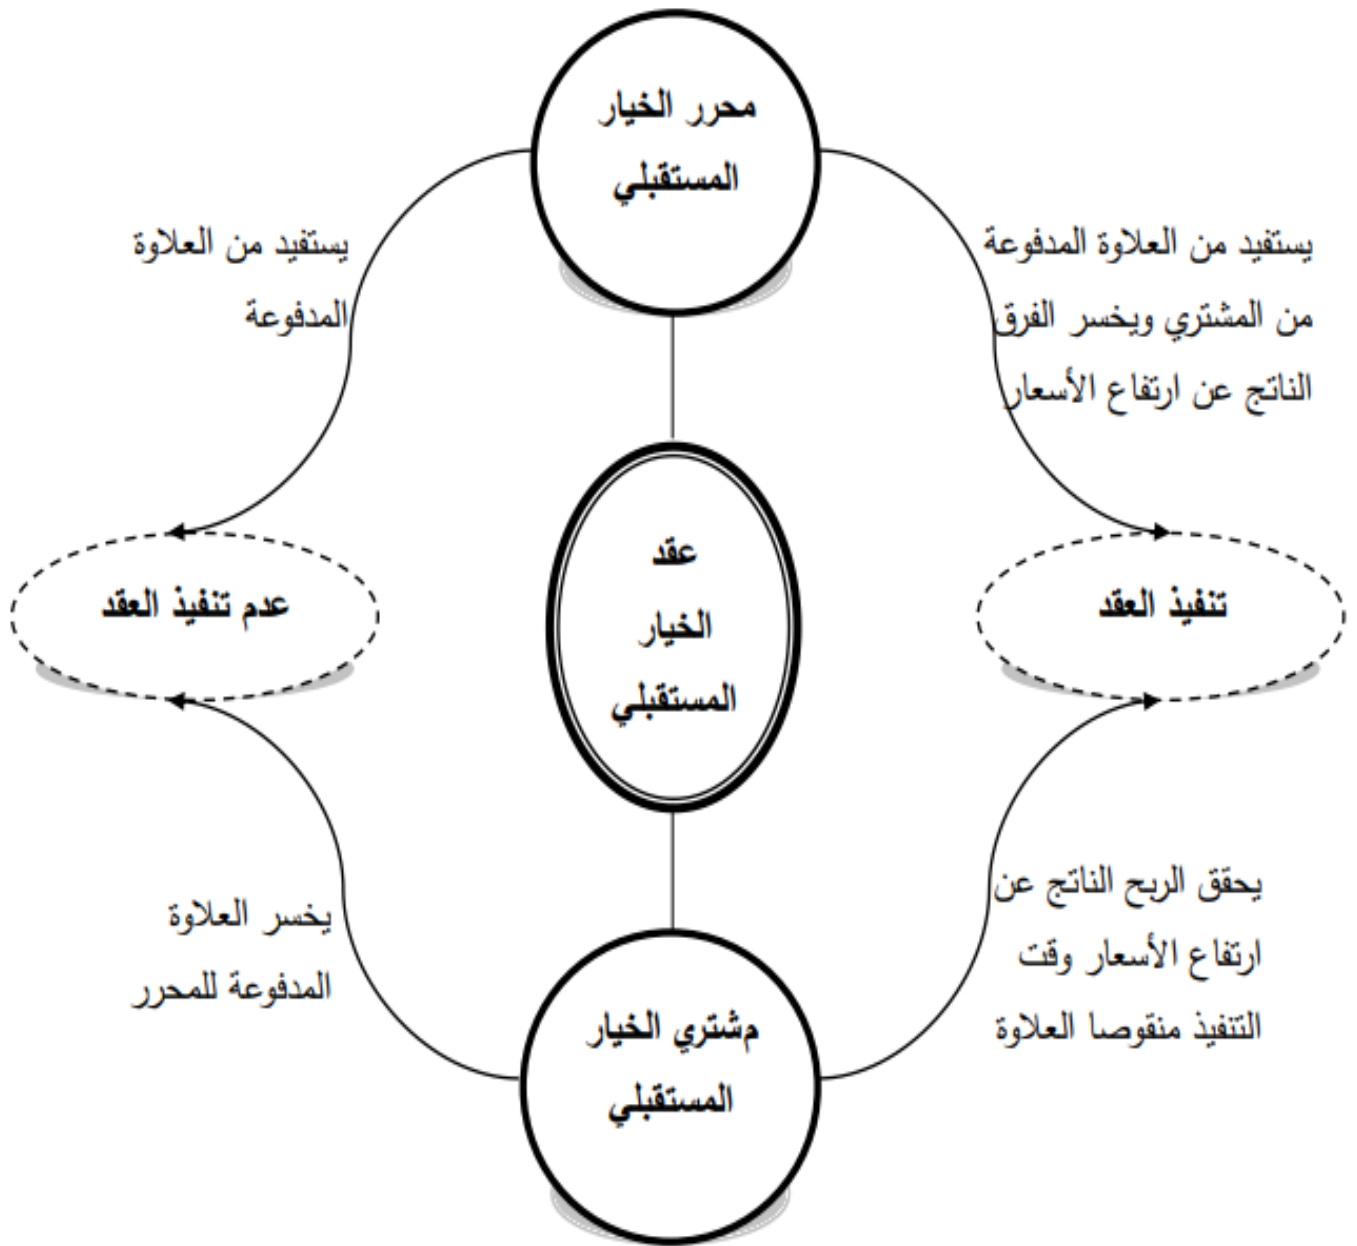 محرر الخيار
المستقبلي
يستفيد من العلاوة المدفوعة
من المشتري ويخسر الفرق
الناتج عن ارتفاع الأسعار
يستفيد من العلاوة
المدفوعة
تنفيذ العقد
عقد
الخيار
المستقبلي
عدم تنفيذ العقد
يحقق الربح الناتج عن
ارتفاع الأسعار وقت
التنفيذ منقوصا العلاوة
يخسر العلاوة
المدفوعة للمحرر
مشتري الخيار
المستقبلي